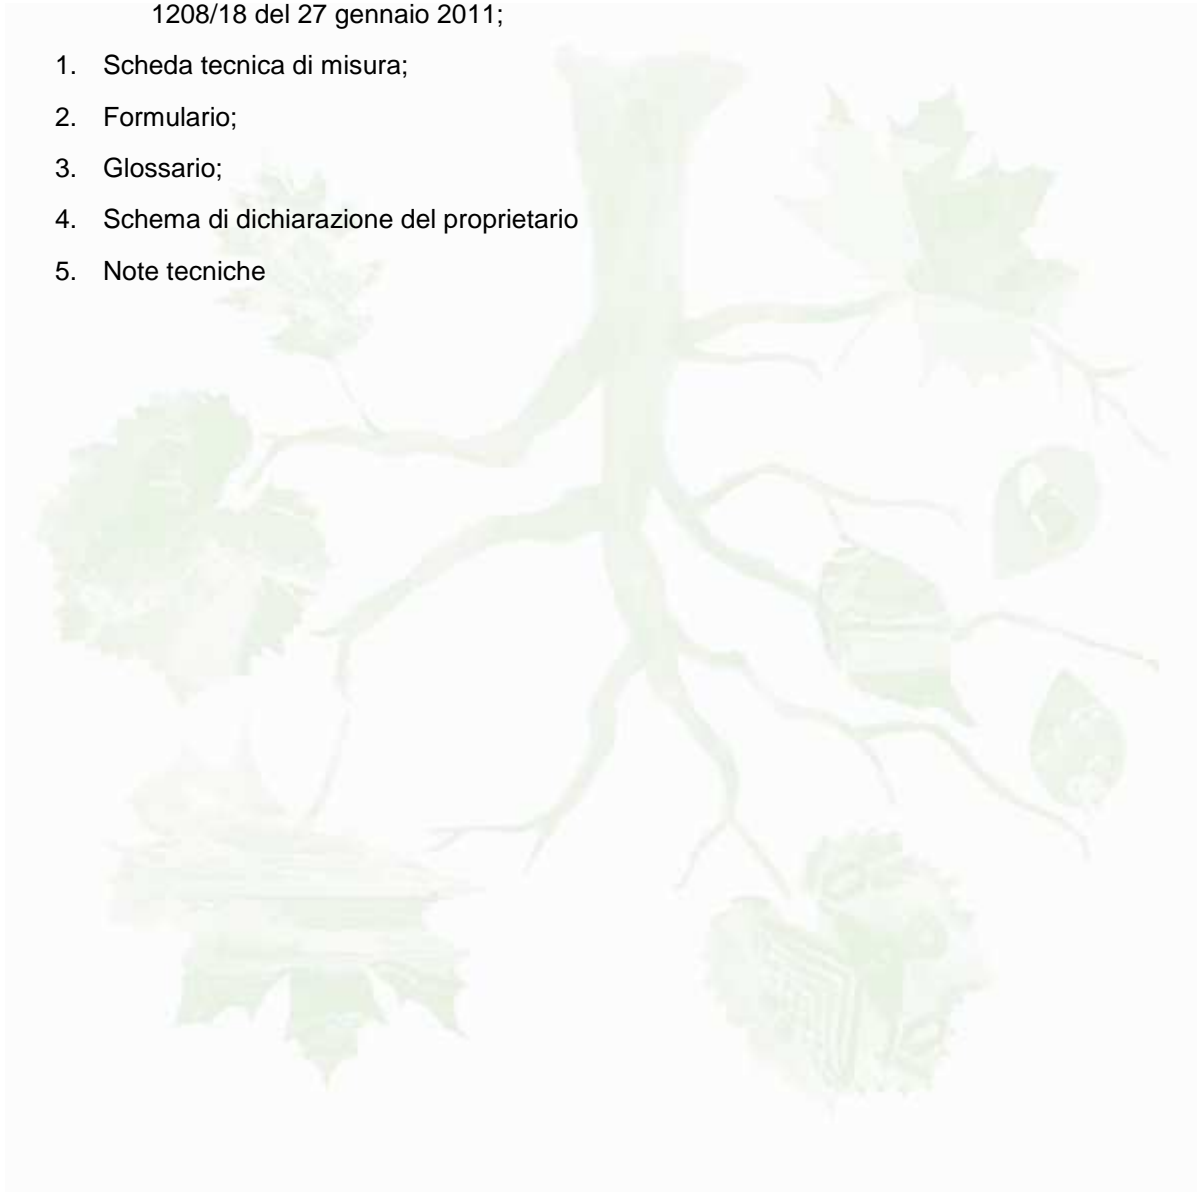 1208/18 del 27 gennaio 2011;
1. Scheda tecnica di misura;
2. Formulario;
3. Glossario;
4. Schema di dichiarazione del proprietario
5. Note tecniche